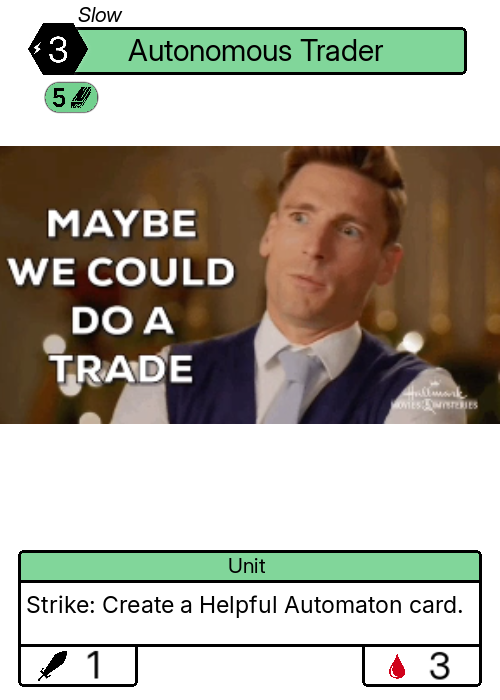 Slow
3
Autonomous Trader
5
MAYBE
WE COULD
DO A
TRADE
Hallmark
MOVIES & MYSTERIES
Unit
Strike: Create a Helpful Automaton card.
1
3